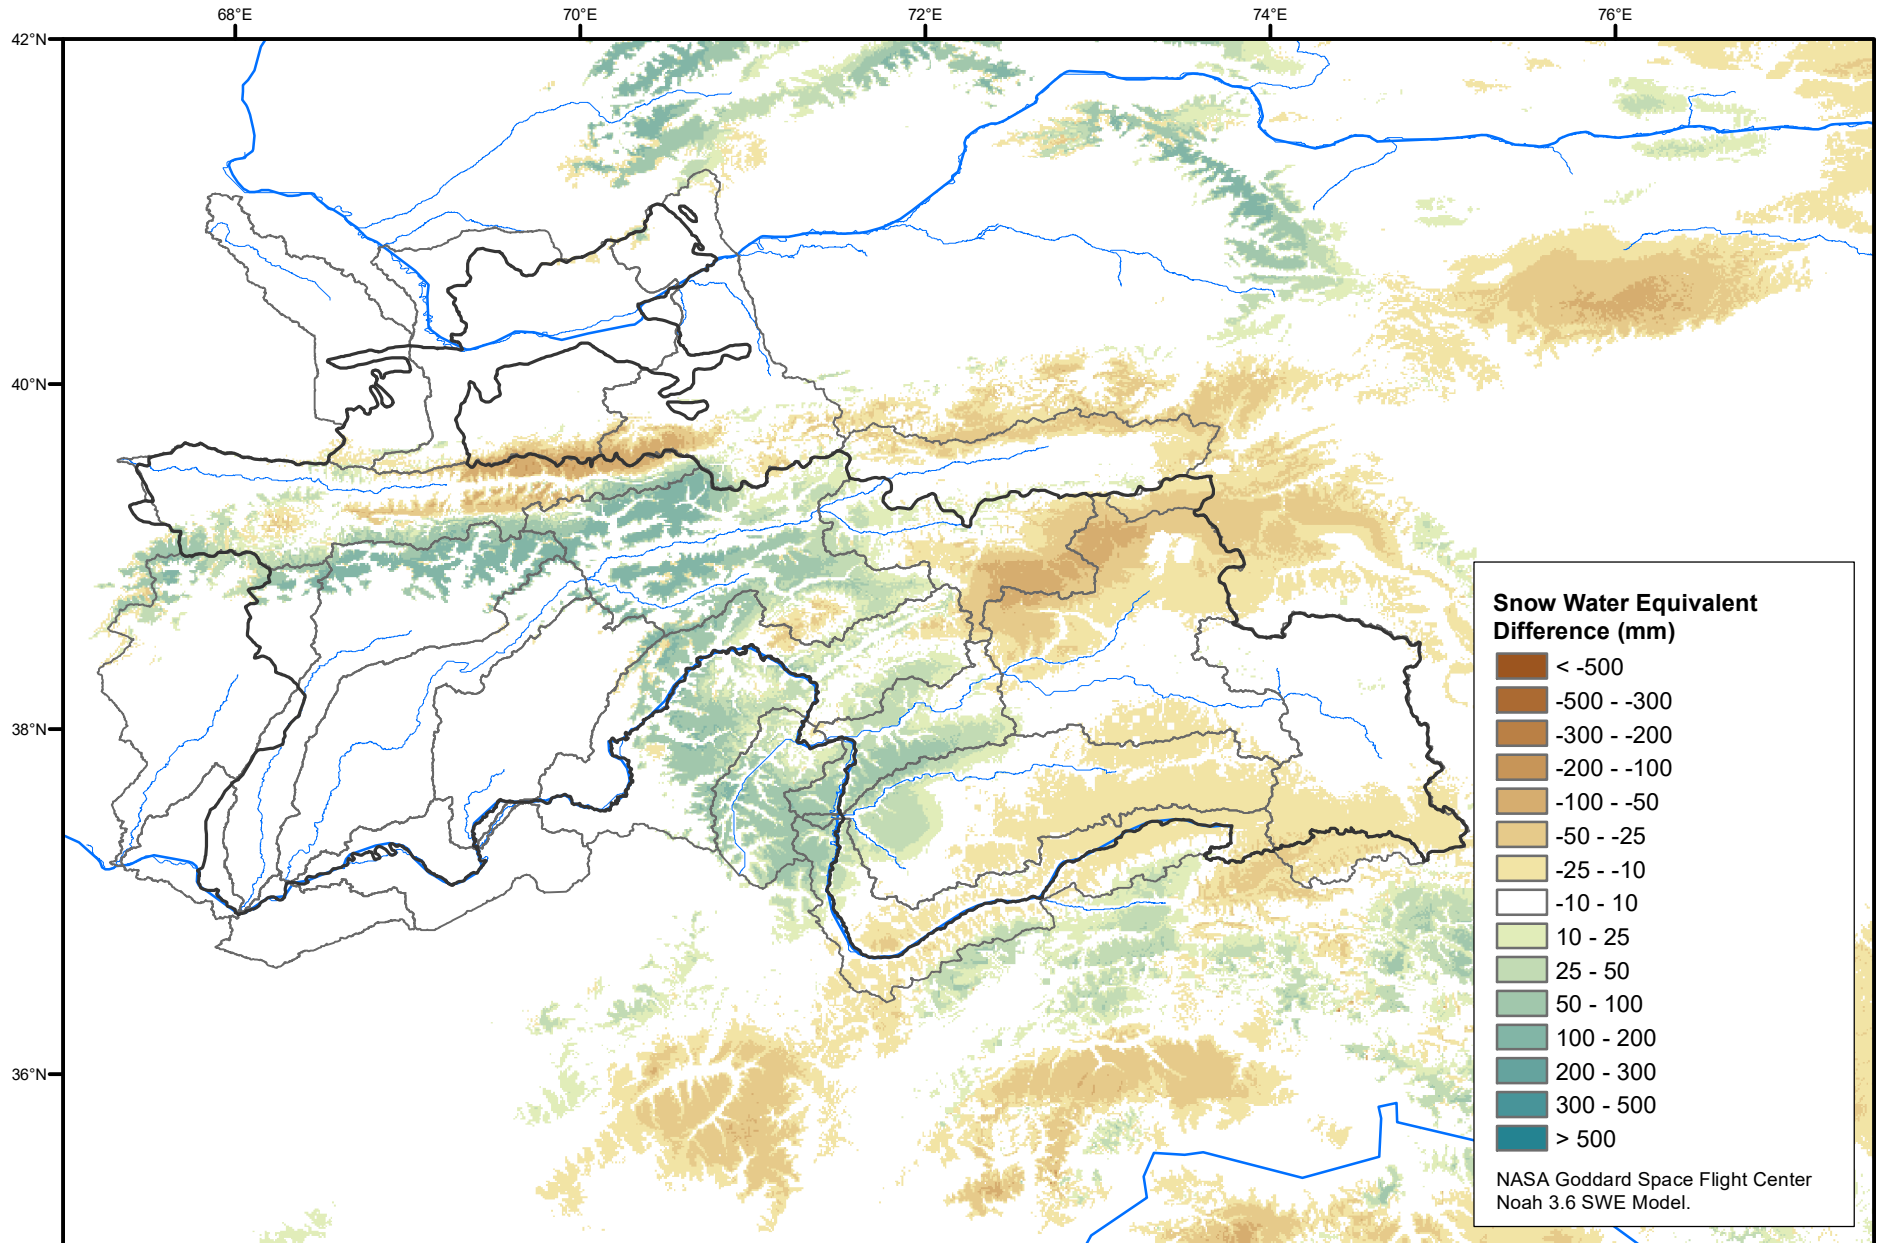 68°E 70°E 72°E 74°E 76°E
42°N
40°N
38°N
36°N
Snow Water Equivalent
Difference (mm)
< -500
-500 - -300
-300 - -200
-200 - -100
-100 - -50
-50 - -25
-25 - -10
-10 - 10
10 - 25
25 - 50
50 - 100
100 - 200
200 - 300
300 - 500
> 500
NASA Goddard Space Flight Center
Noah 3.6 SWE Model.